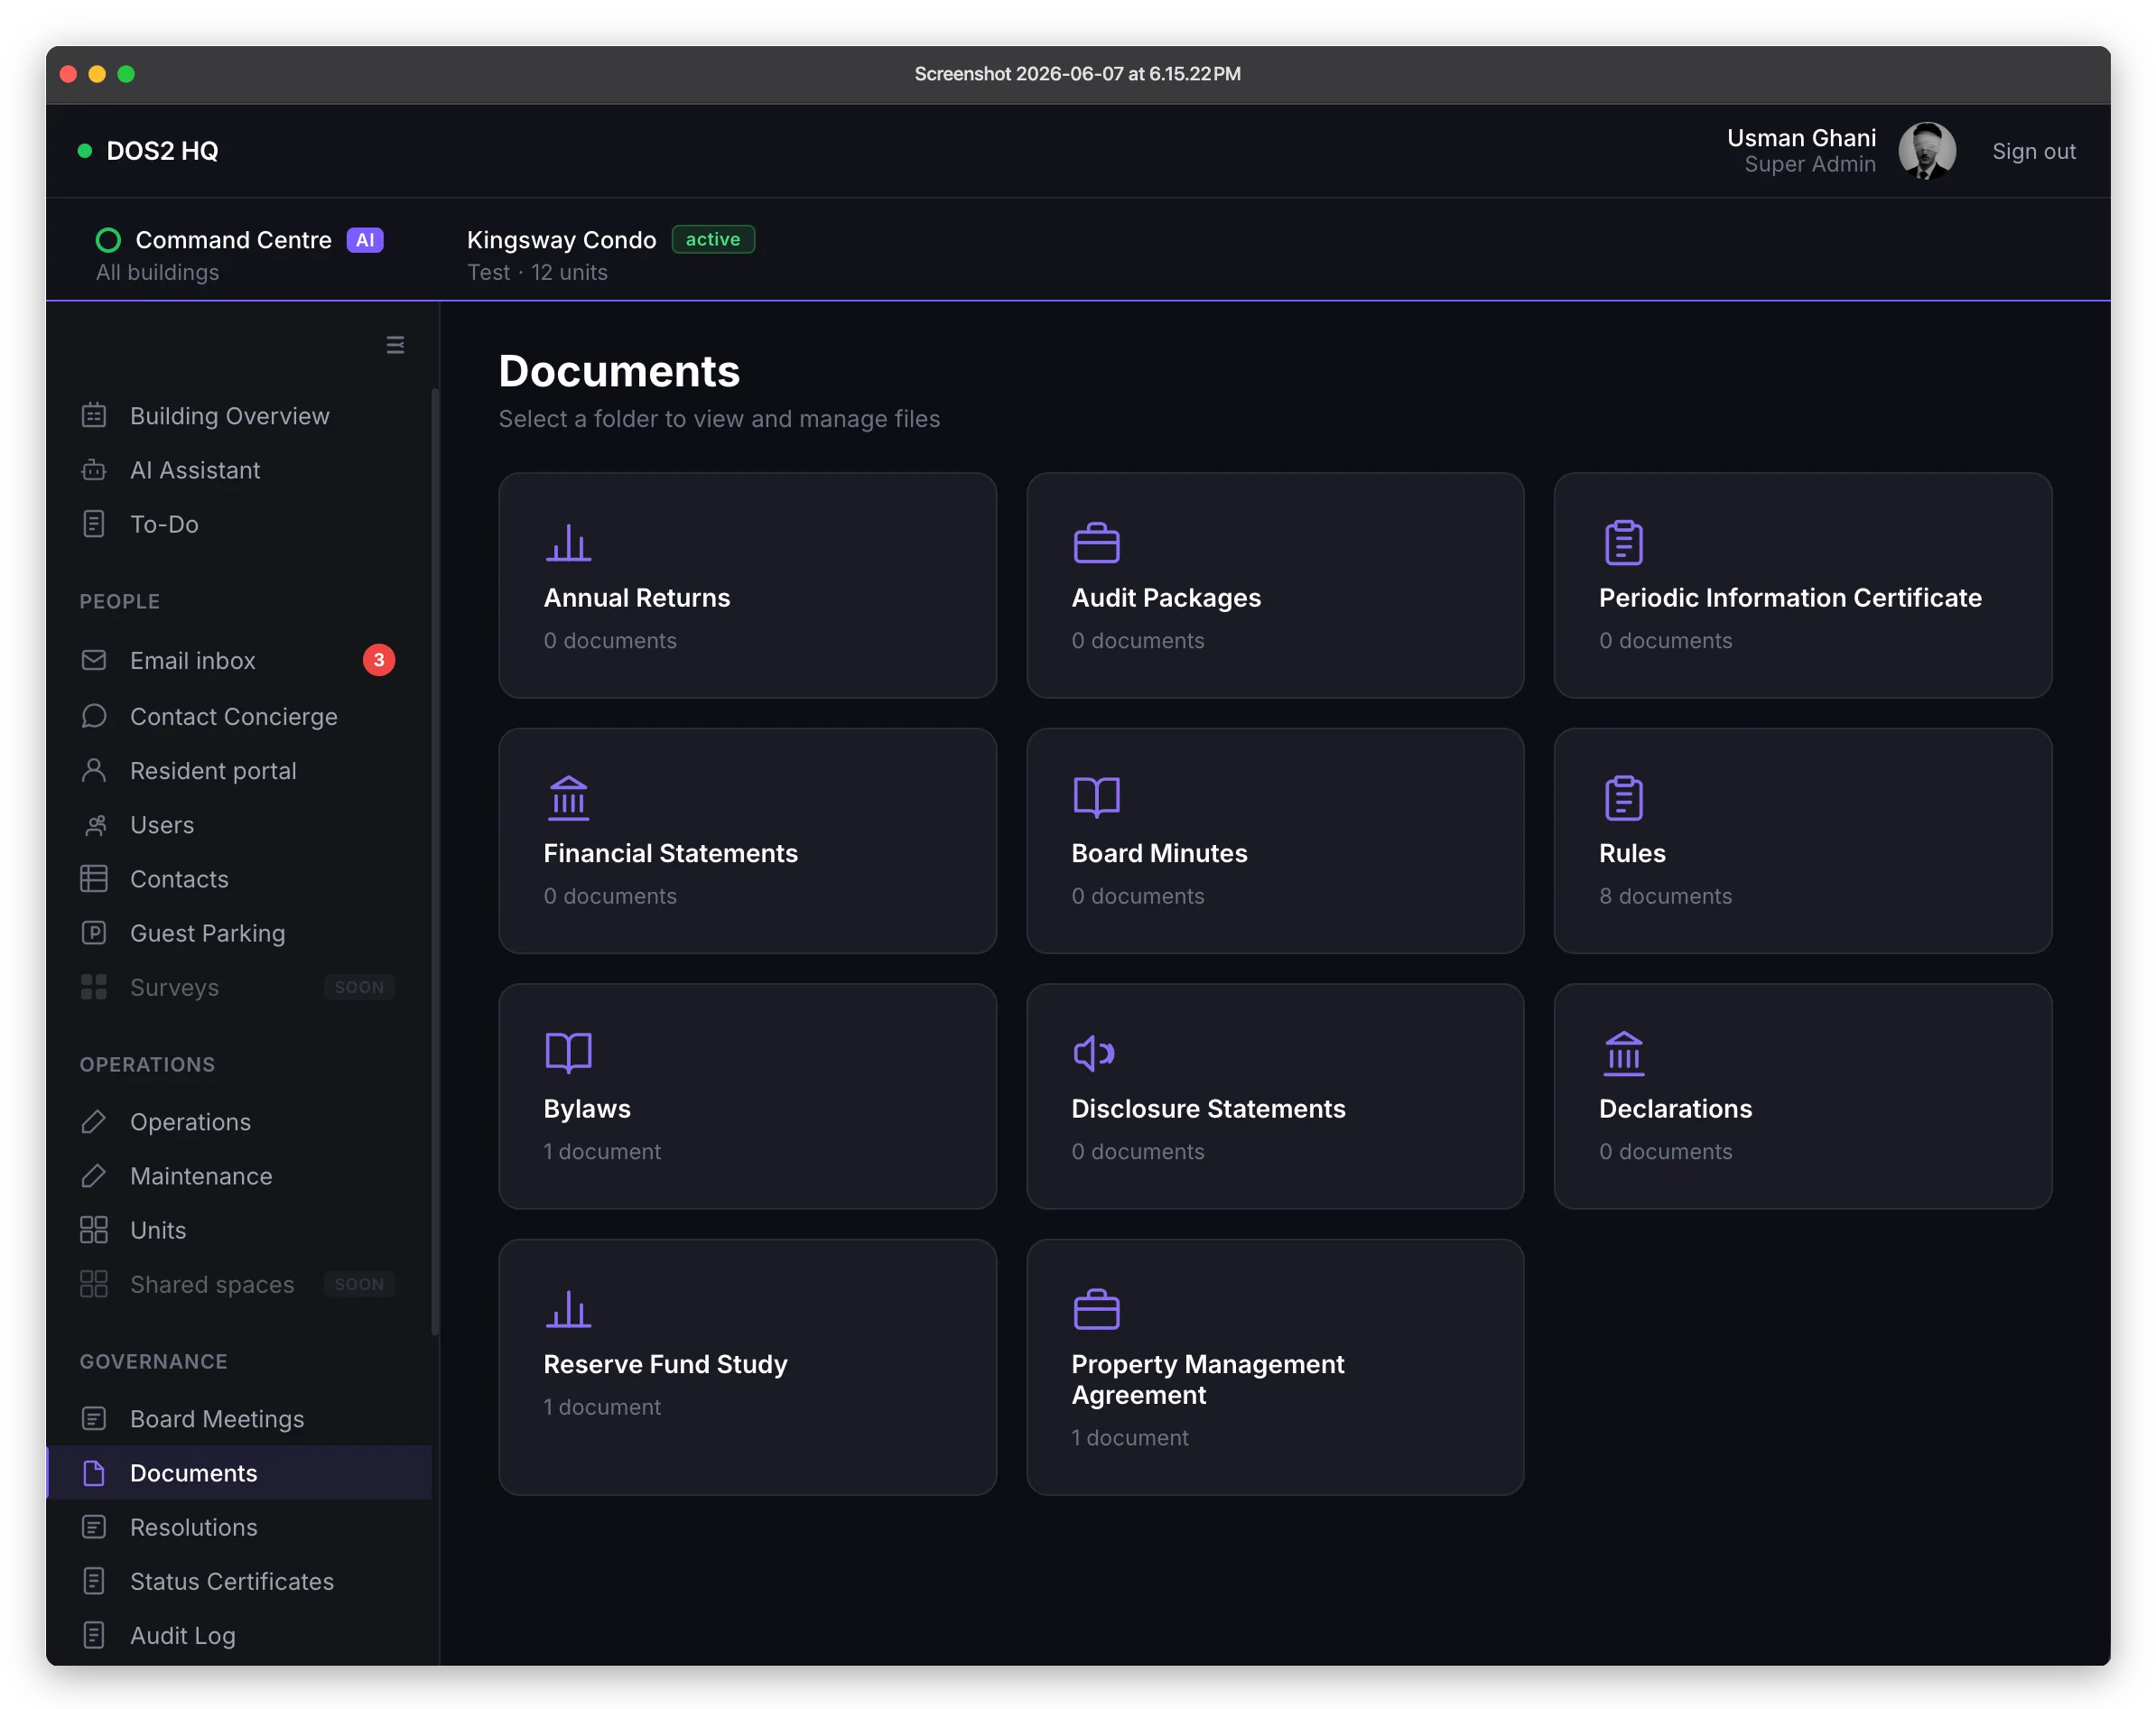 Screenshot 2026-06-07 at 6.15.22 PM
DOS2 HQ
Usman Ghani
Super Admin
Sign out
Command Centre AI
All buildings
Kingsway Condo active
Test · 12 units
Building Overview
AI Assistant
To-Do
PEOPLE
Email inbox 3
Contact Concierge
Resident portal
Users
Contacts
P Guest Parking
Surveys SOON
OPERATIONS
Operations
Maintenance
Units
Shared spaces SOON
GOVERNANCE
Board Meetings
Documents
Resolutions
Status Certificates
Audit Log
Documents
Select a folder to view and manage files
Annual Returns
0 documents
Audit Packages
0 documents
Periodic Information Certificate
0 documents
Financial Statements
0 documents
Board Minutes
0 documents
Rules
8 documents
Bylaws
1 document
Disclosure Statements
0 documents
Declarations
0 documents
Reserve Fund Study
1 document
Property Management
Agreement
1 document